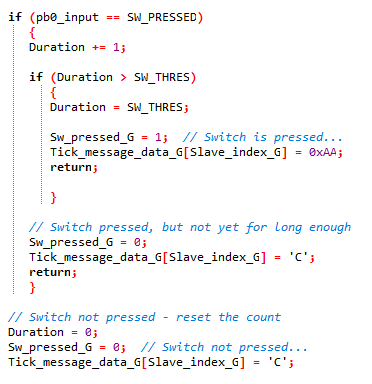 if (pb0_input == SW_PRESSED)
{
Duration += 1;
if (Duration > SW_THRES)
{
Duration = SW_THRES;
Sw_pressed_G = 1; // Switch is pressed...
Tick_message_data_G[Slave_index_G] = 0xAA;
return;
}
// Switch pressed, but not yet for long enough
Sw_pressed_G = 0;
Tick_message_data_G[Slave_index_G] = 'C';
return;
}
// Switch not pressed - reset the count
Duration = 0;
Sw_pressed_G = 0; // Switch not pressed...
Tick_message_data_G[Slave_index_G] = 'C';